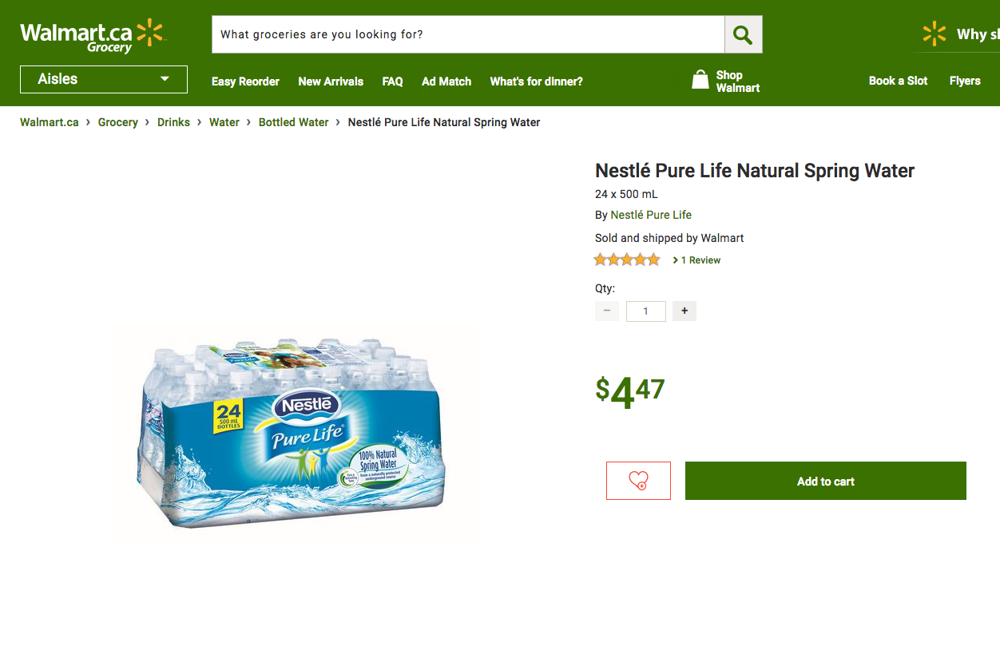 Walmart.ca
Grocery
What groceries are you looking for?
Why sl
Aisles
Easy Reorder New Arrivals FAQ Ad Match What's for dinner?
Shop
Walmart
Book a Slot Flyers
Walmart.ca › Grocery › Drinks › Water › Bottled Water › Nestlé Pure Life Natural Spring Water
Nestlé Pure Life Natural Spring Water
24 x 500 mL
By Nestlé Pure Life
Sold and shipped by Walmart
1 Review
Qty:
− 1 +
$4 47
Add to cart
24
500 mL
BOTTLES
Nestlé
Pure Life
100% Natural
Spring Water
from a naturally protected
underground source